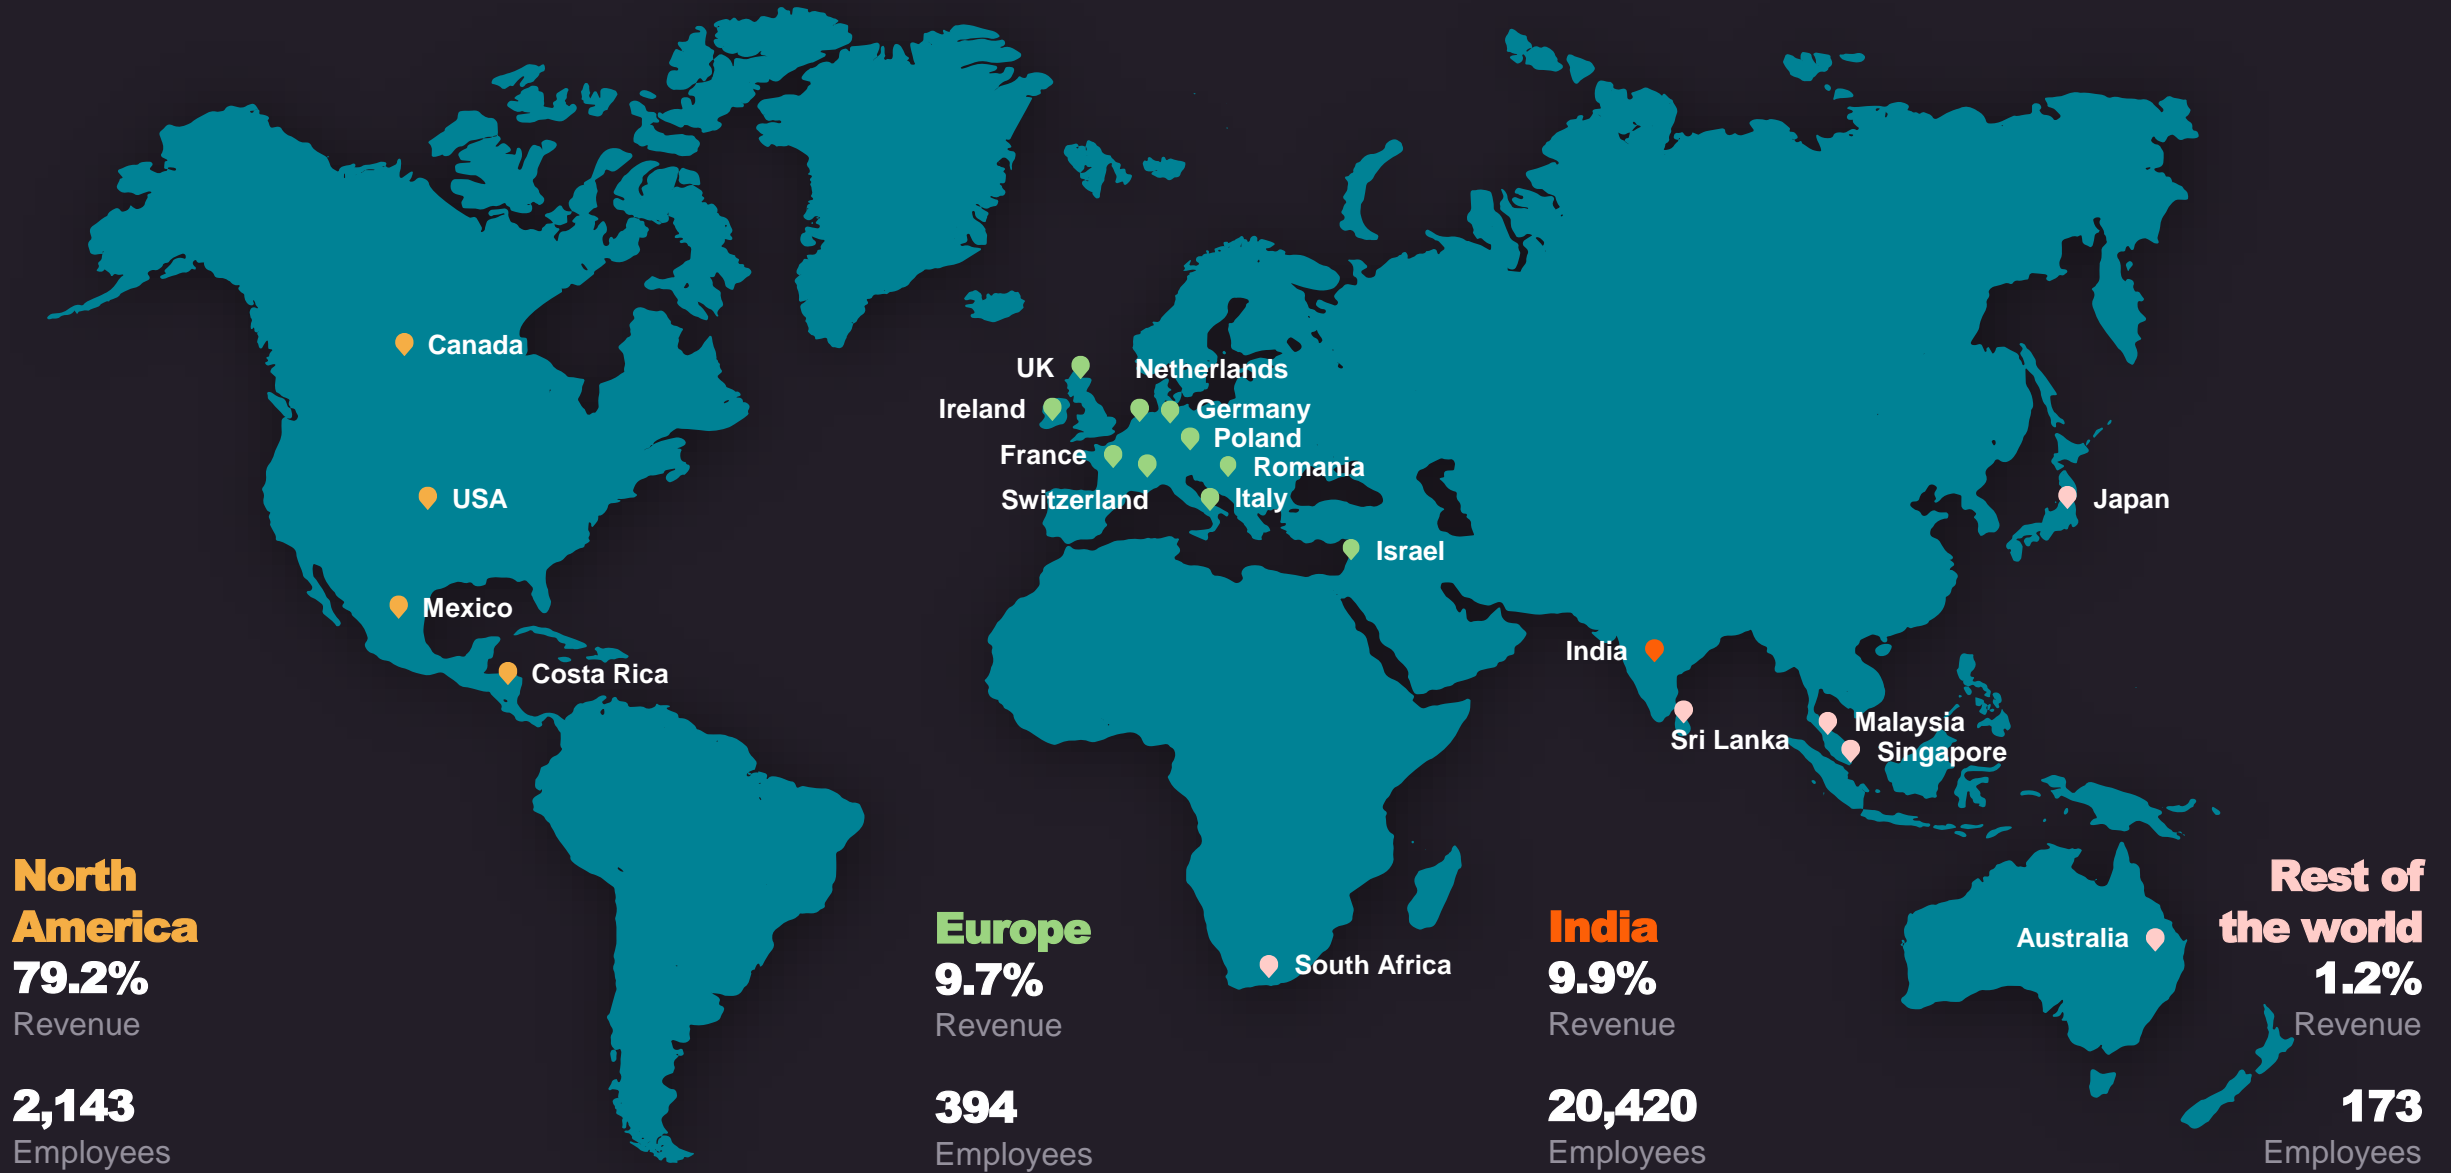 Canada
USA
Mexico
Costa Rica
UK
Netherlands
Ireland
Germany
Poland
France
Romania
Switzerland
Italy
Israel
India
Sri Lanka
Malaysia
Singapore
Japan
South Africa
Australia
North
America
79.2%
Revenue
2,143
Employees
Europe
9.7%
Revenue
394
Employees
India
9.9%
Revenue
20,420
Employees
Rest of
the world
1.2%
Revenue
173
Employees